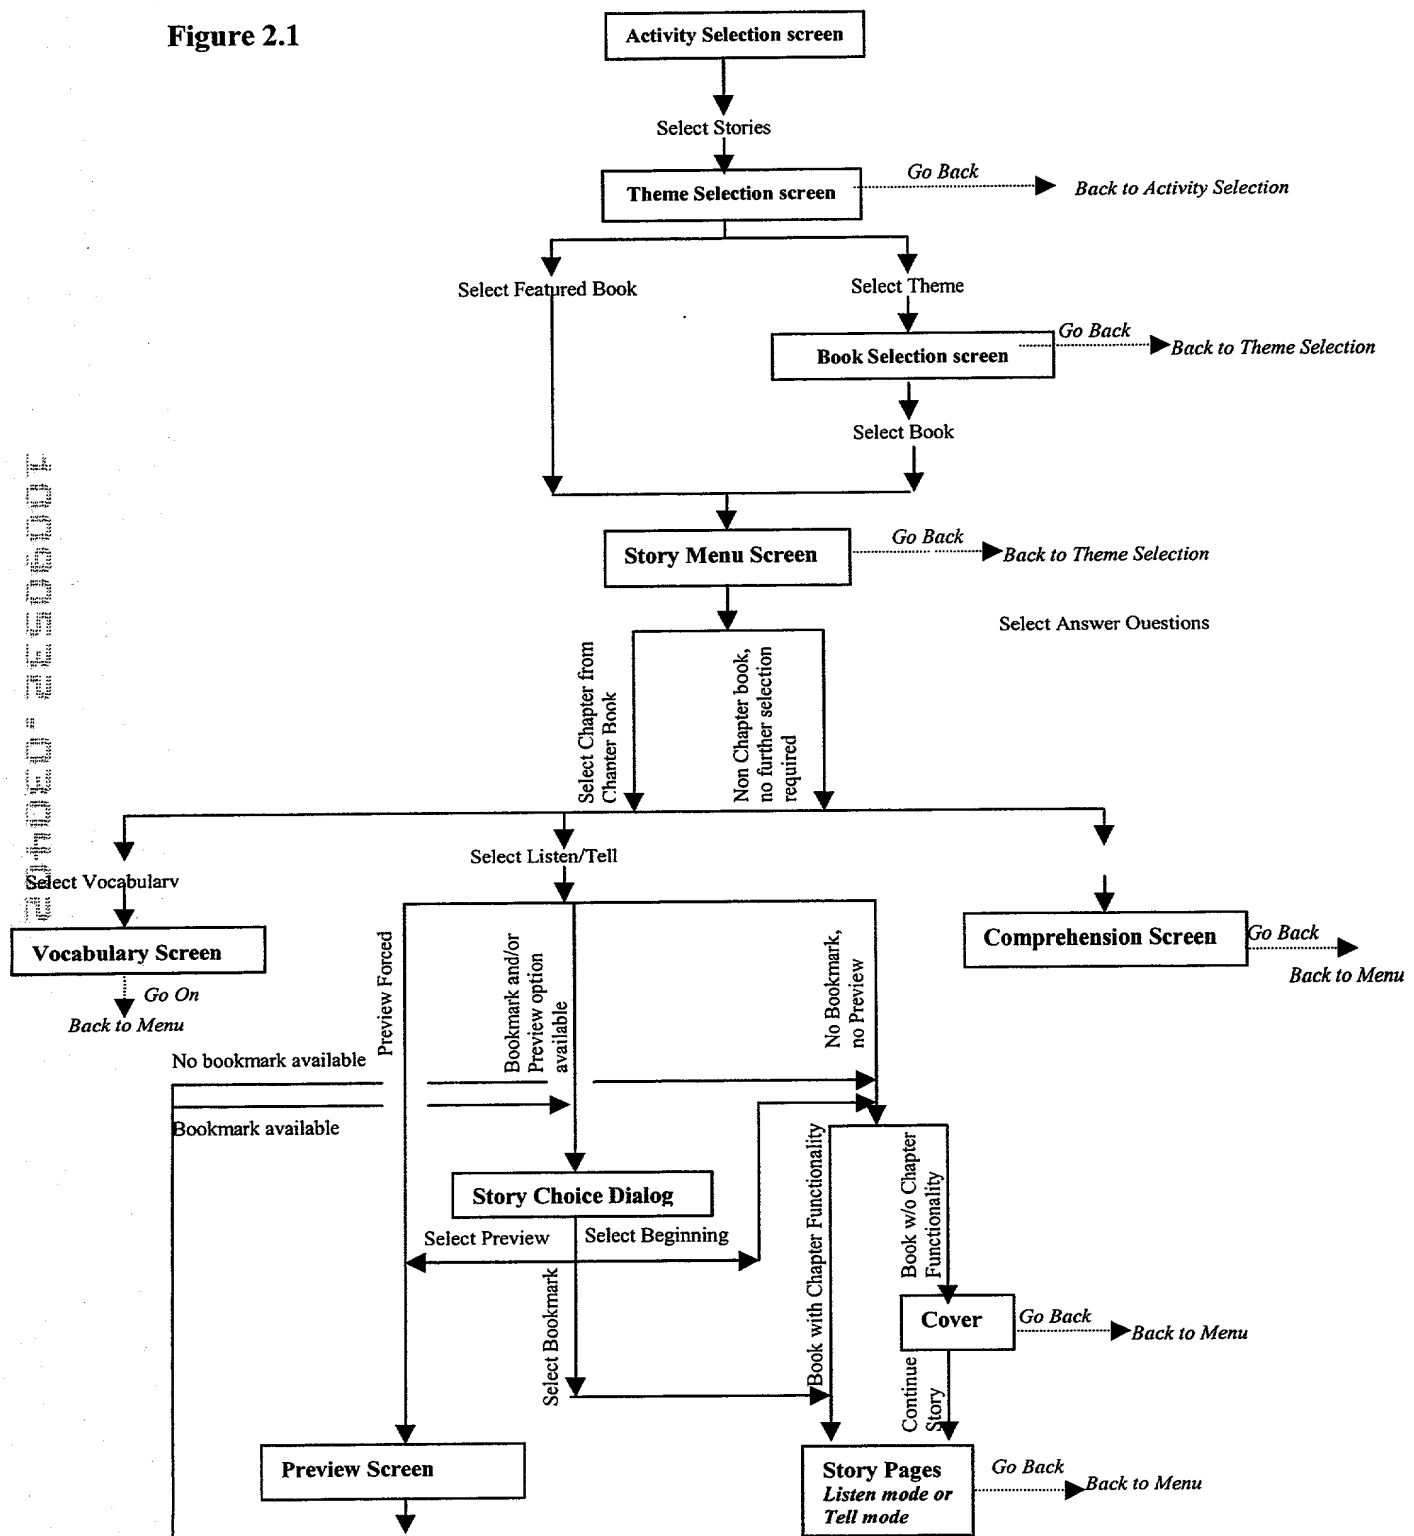 Figure 2.1
Activity Selection screen
Select Stories
Theme Selection screen
Go Back
Back to Activity Selection
Select Featured Book
Select Theme
Book Selection screen
Go Back
Back to Theme Selection
Select Book
Story Menu Screen
Go Back
Back to Theme Selection
Select Answer Ouestions
Select Chapter from
Chanter Book
Non Chapter book,
no further selection
required
10090532.030402
Select Listen/Tell
Select Vocabularv
Vocabulary Screen
Go On
Back to Menu
Comprehension Screen
Go Back
Back to Menu
Preview Forced
Bookmark and/or
Preview option
available
No Bookmark,
no Preview
No bookmark available
Bookmark available
Story Choice Dialog
Select Preview
Select Beginning
Select Bookmark
Book with Chapter Functionality
Book w/o Chapter
Functionality
Cover
Go Back
Back to Menu
Continue
Story
Preview Screen
Story Pages
Listen mode or
Tell mode
Go Back
Back to Menu